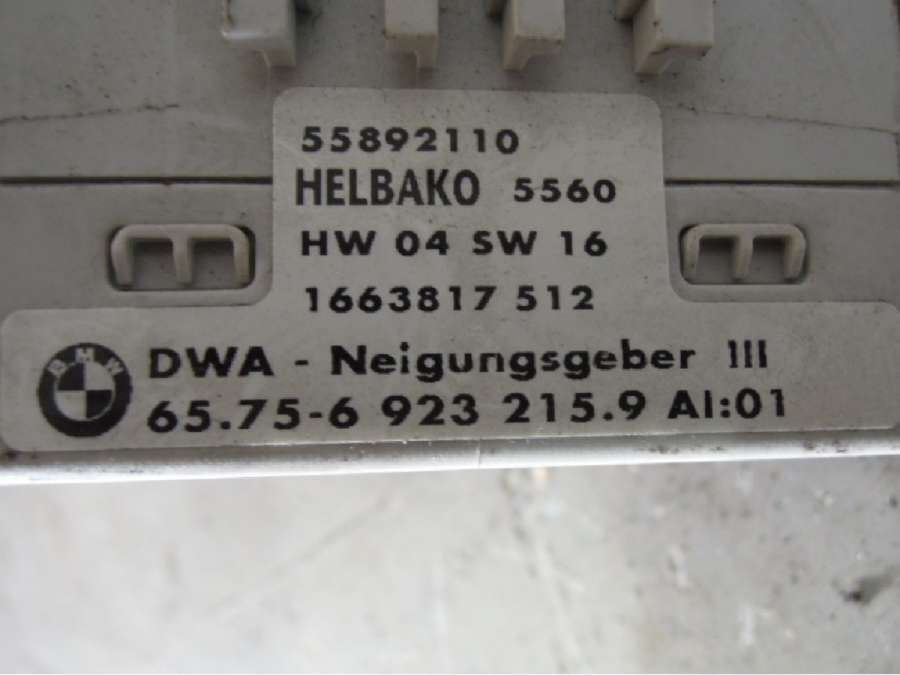 55892110
HELBAKO 5560
HW 04 SW 16
1663817 512
BMW
DWA - Neigungsgeber III
65.75-6 923 215.9 AI:01